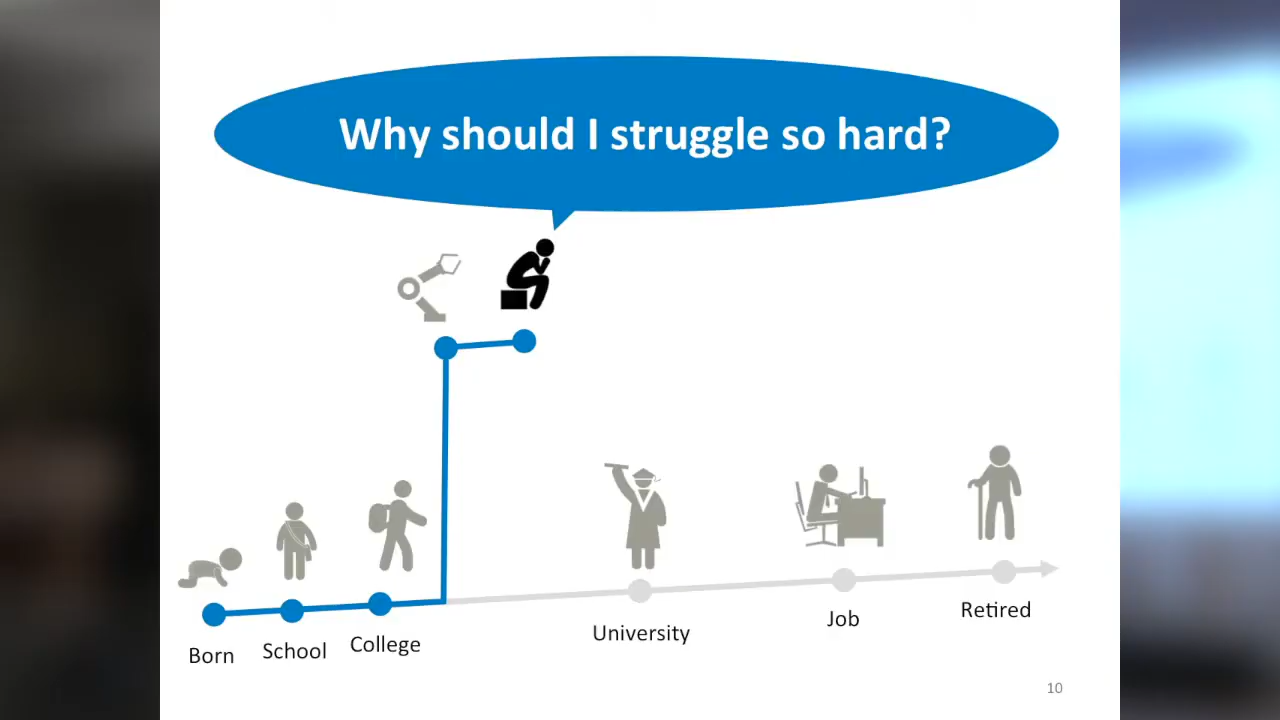 Why should I struggle so hard?
Born
School
College
University
Job
Retired
10